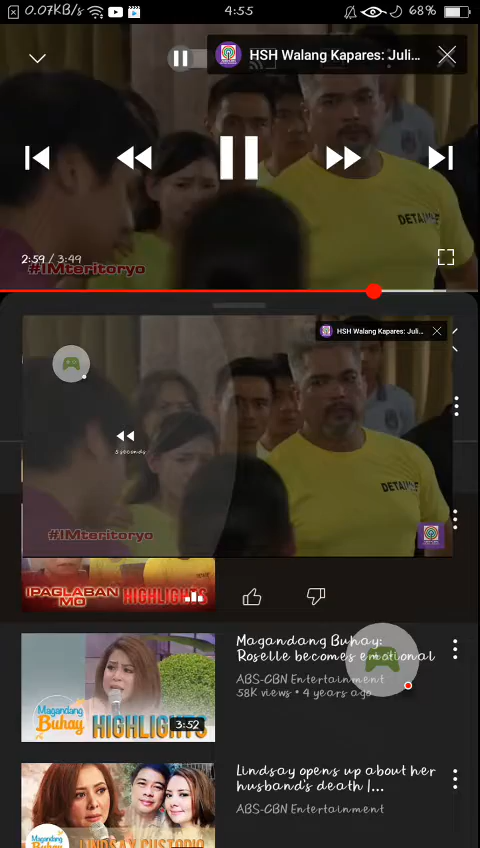 0.07KB/s
4:55
68%
HSH Walang Kapares: Juli...
DETAINEE
2:59 / 3:49
#IMteritoryo
HSH Walang Kapares: Juli...
5 seconds
DETAINEE
#IMteritoryo
IPAGLABAN
MO
HIGHLIGHTS
Magandang Buhay:
Roselle becomes emotional
ABS-CBN Entertainment
58K views • 4 years ago
Magandang
Buhay
HIGHLIGHTS
3:52
Lindsay opens up about her
husband's death |...
ABS-CBN Entertainment
LINDSAY CUSTODIO